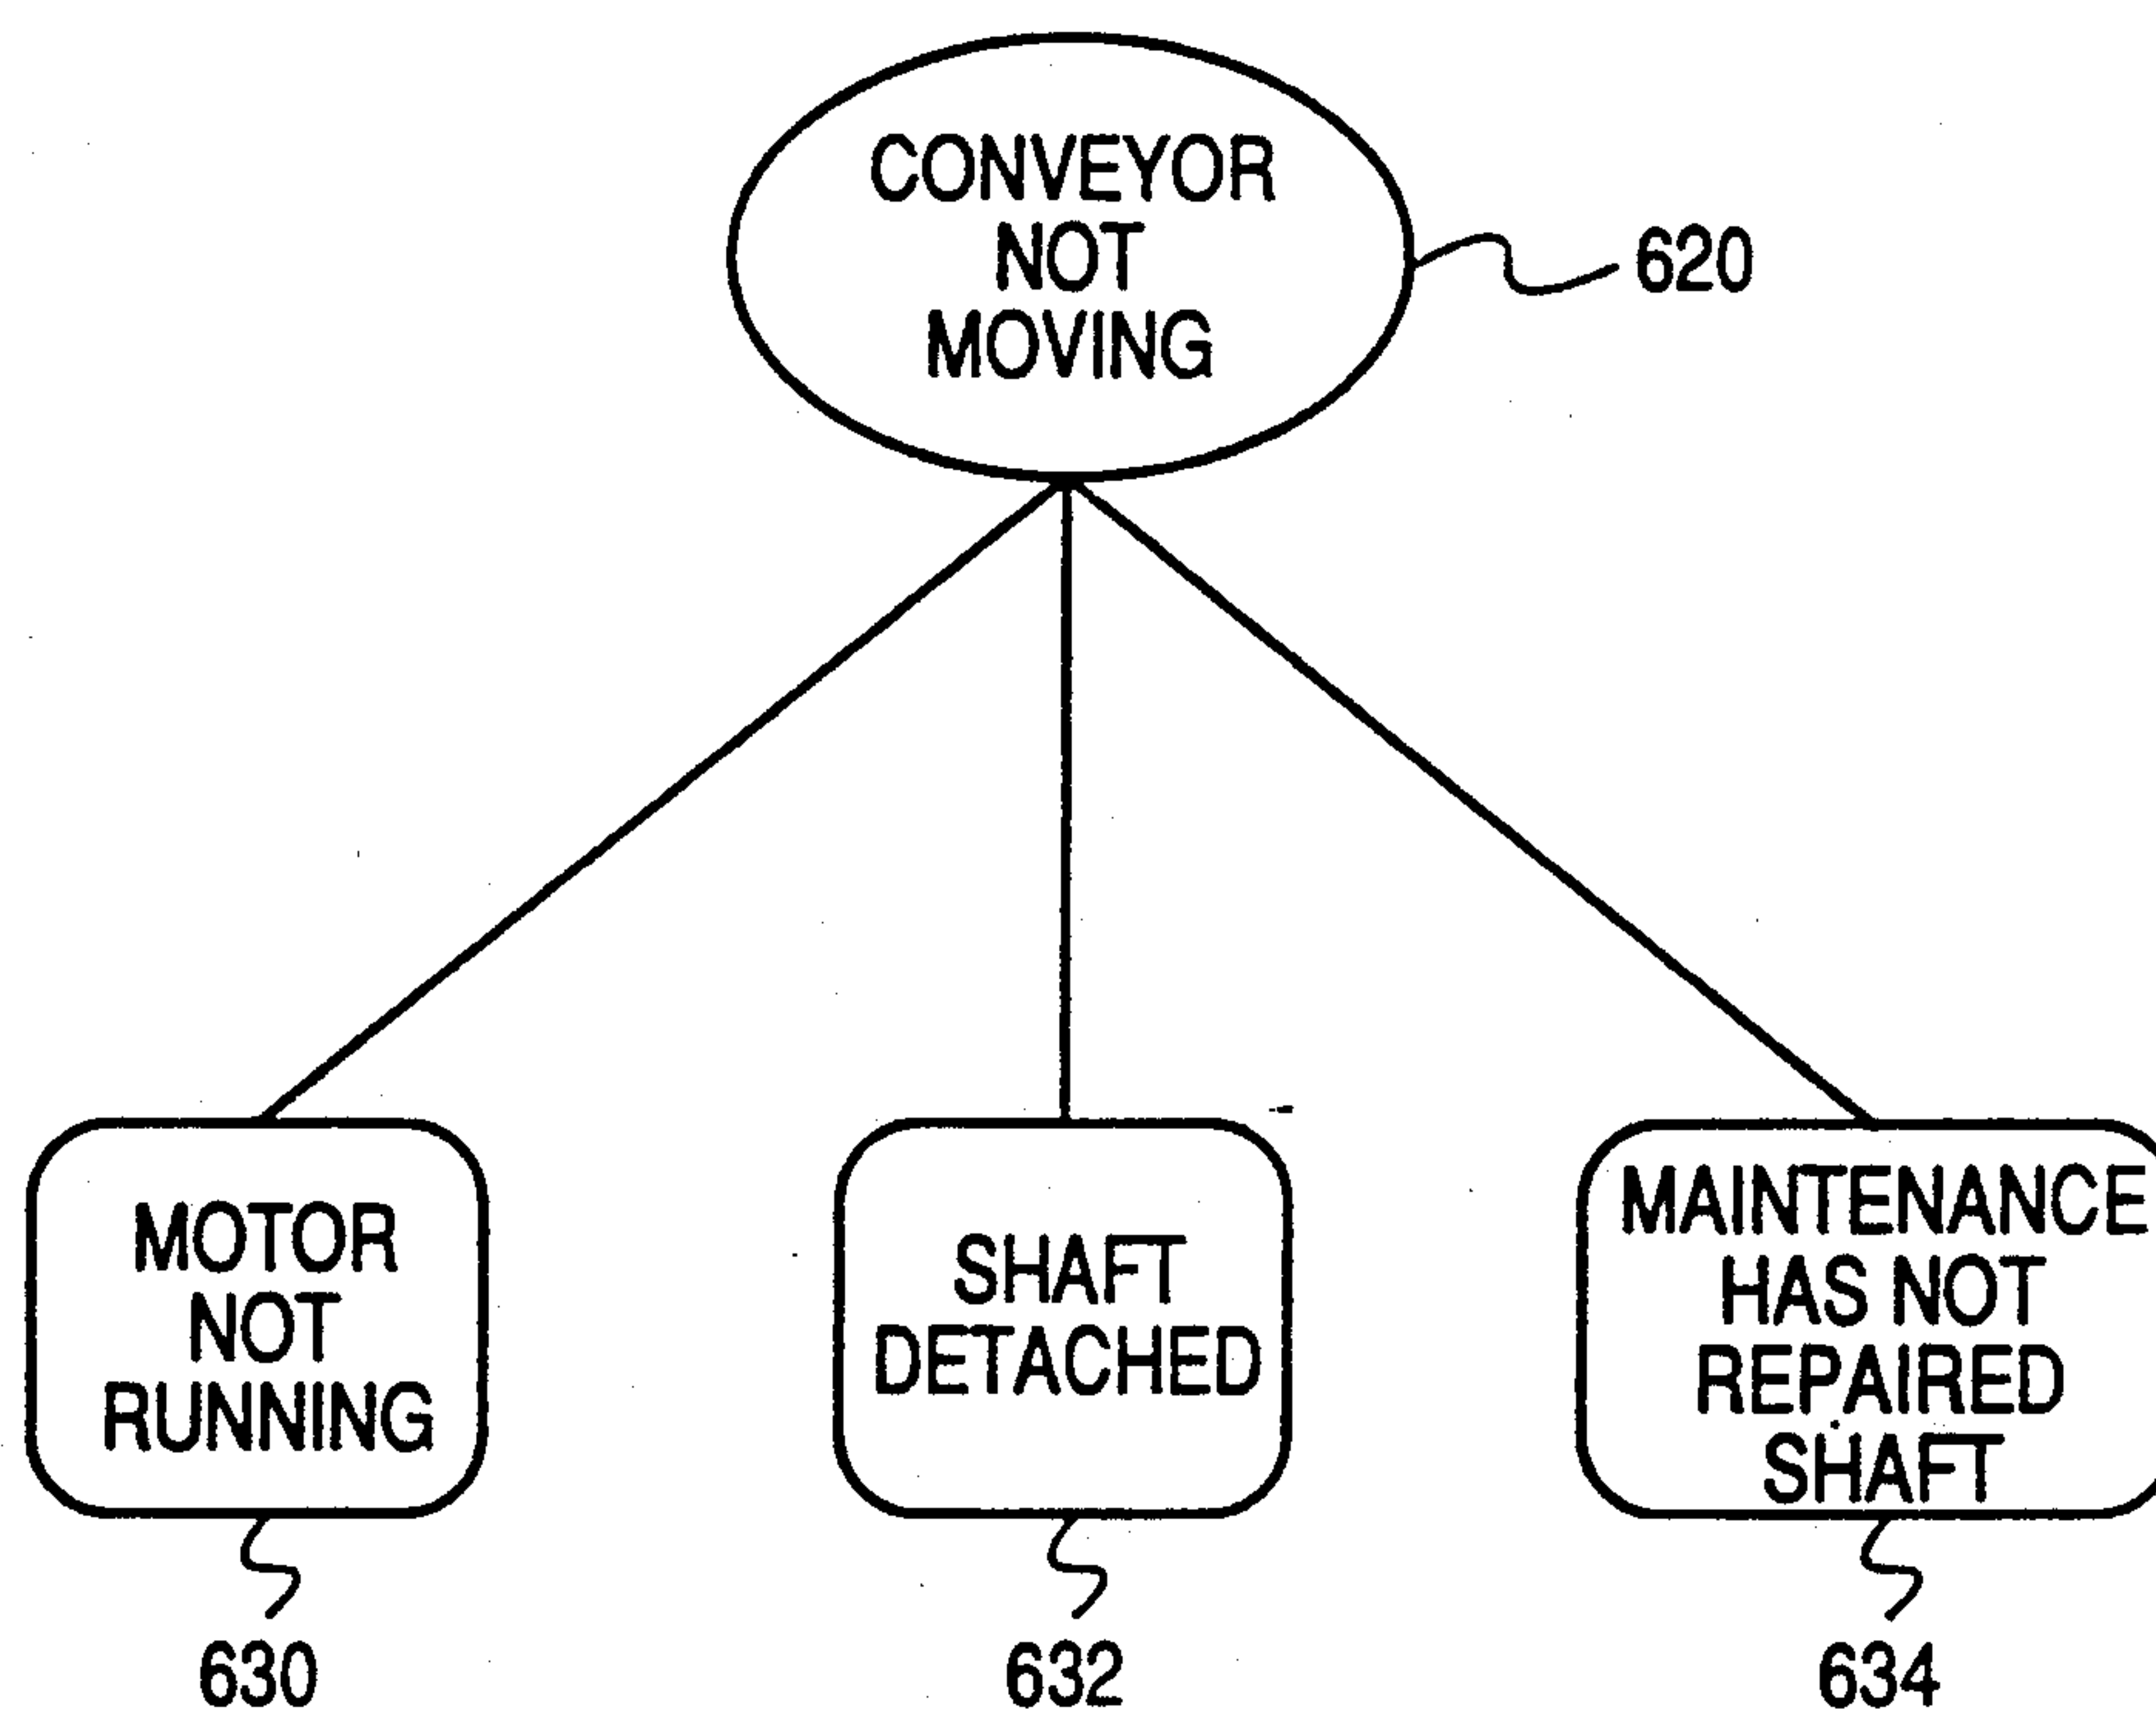 CONVEYOR
NOT
MOVING
620
MOTOR
NOT
RUNNING
SHAFT
DETACHED
MAINTENANCE
HAS NOT
REPAIRED
SHAFT
630
632
634